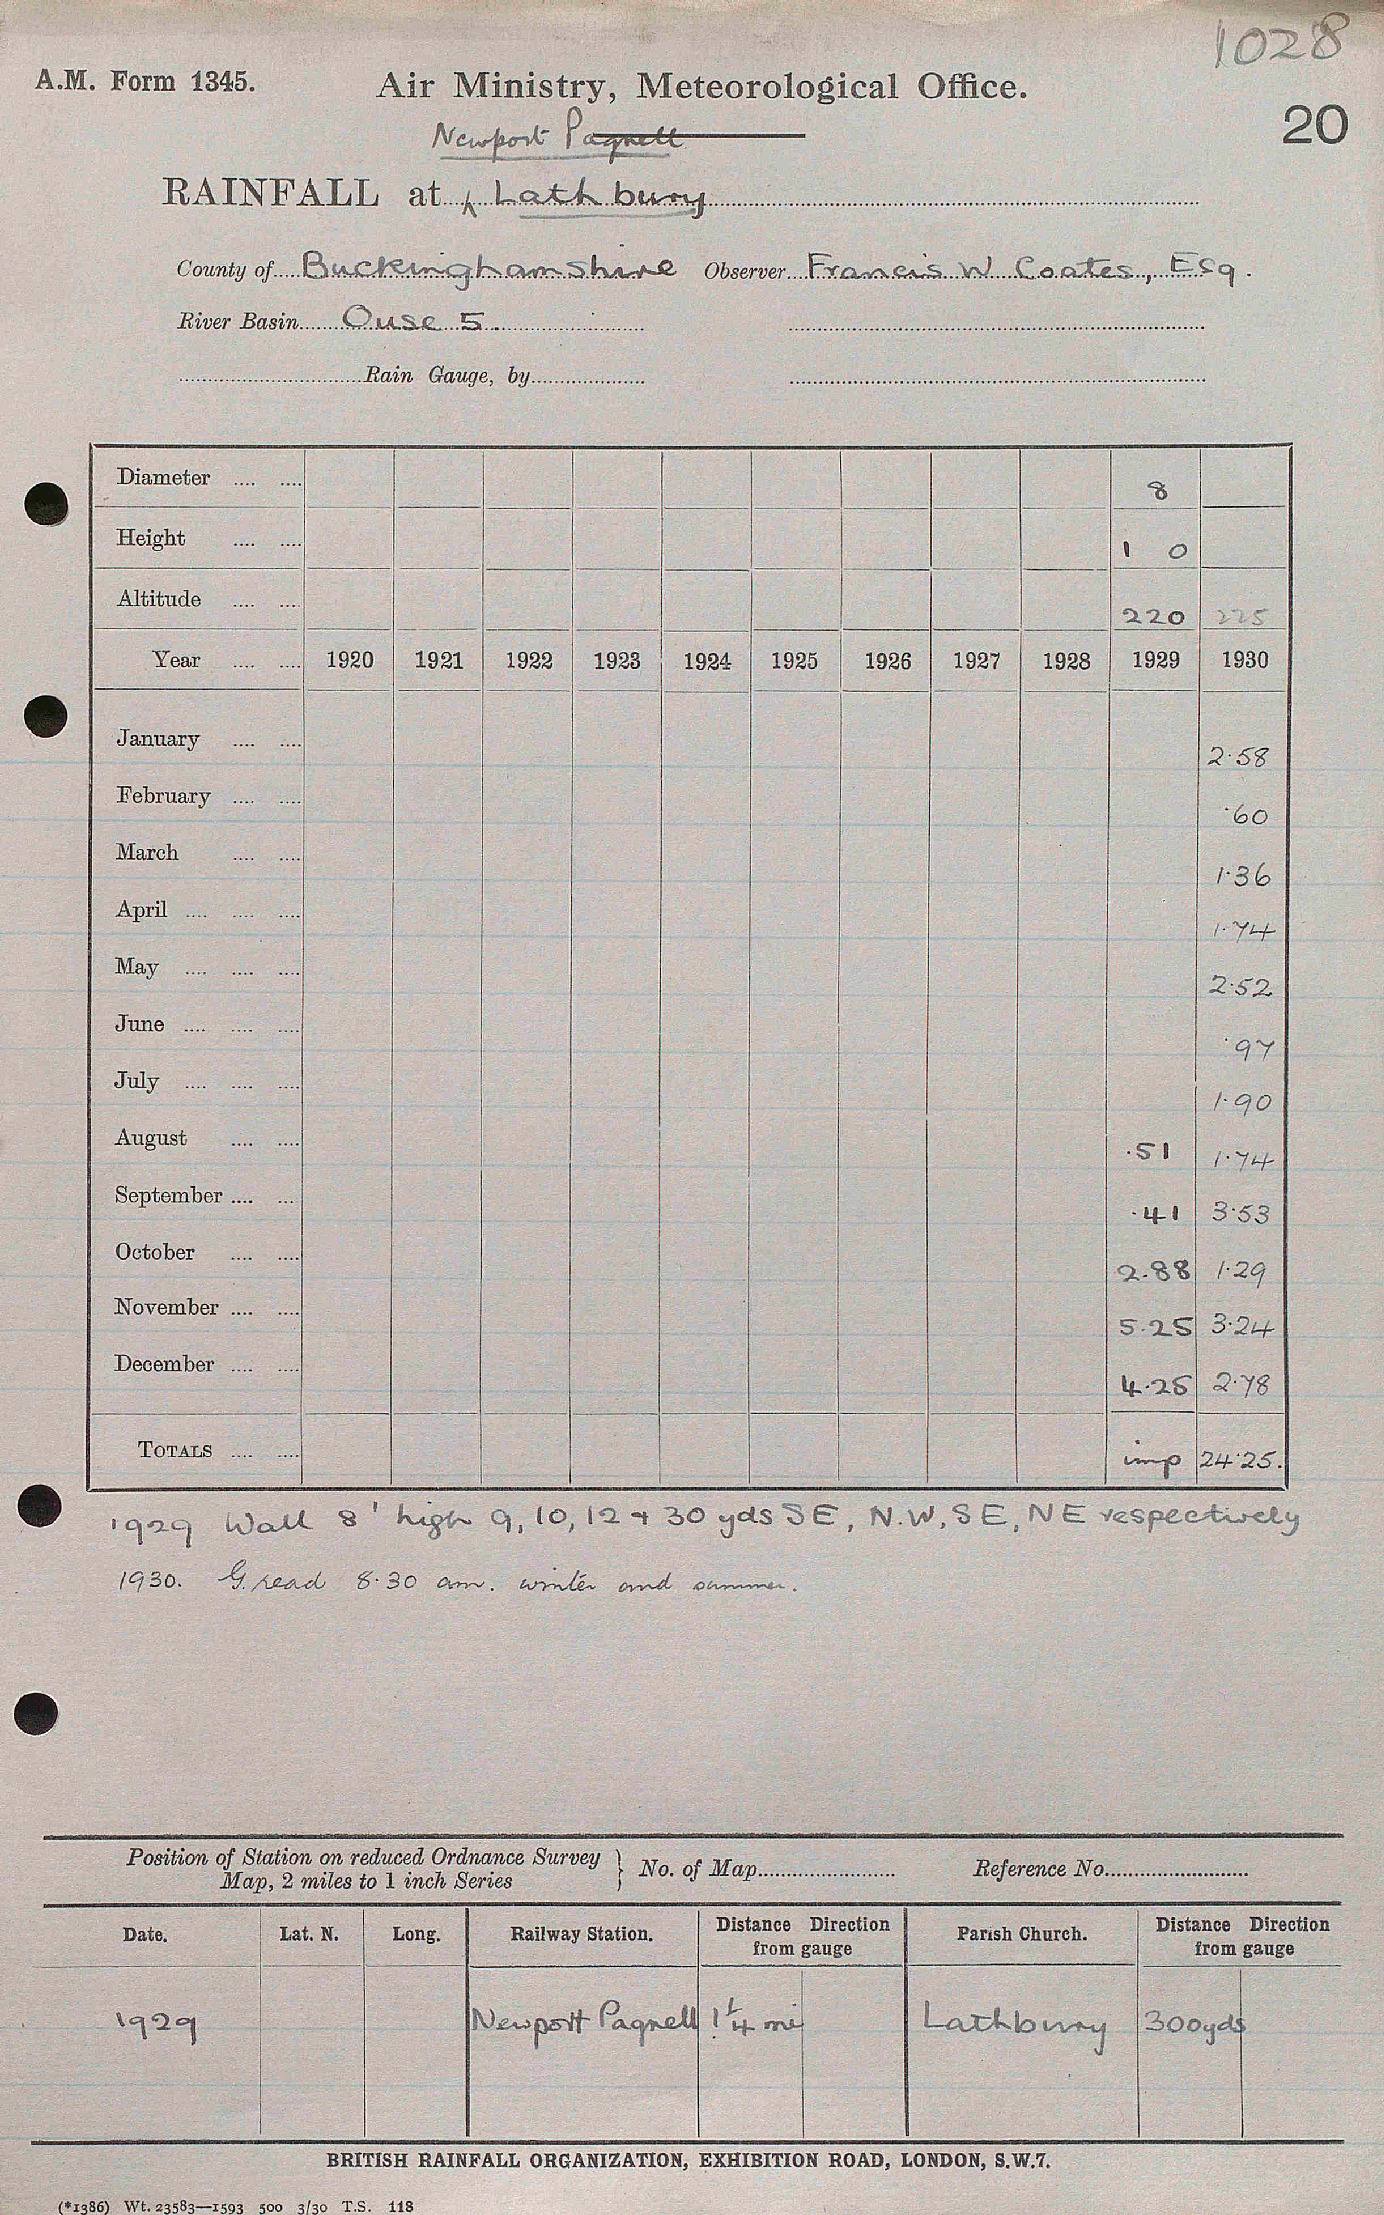 1028
A.M. Form 1345. Air Ministry, Meteorological Office.
20
Newport Pagnell
RAINFALL at Lathbury
County of Buckinghamshire Observer Francis W Coates, Esq.
River Basin Ouse 5.
Rain Gauge, by
Diameter .... .... 8
Height .... .... 1 0
Altitude .... .... 220 225
Year .... .... 1920 1921 1922 1923 1924 1925 1926 1927 1928 1929 1930
January .... .... 2.58
February .... .... .60
March .... .... 1.36
April .... .... .... 1.74
May .... .... .... 2.52
June .... .... .... .97
July .... .... .... 1.90
August .... .... .51 1.74
September .... .... .41 3.53
October .... .... 2.88 1.29
November .... .... 5.25 3.24
December .... .... 4.25 2.78
TOTALS .... .... imp 24.25.
1929 Wall 8' high 9, 10, 12 + 30 yds SE, N.W, SE, NE respectively
1930. G. read 8.30 am. winter and summer.
Position of Station on reduced Ordnance Survey
Map, 2 miles to 1 inch Series } No. of Map Reference No.
Date. Lat. N. Long. Railway Station. Distance Direction from gauge Parish Church. Distance Direction from gauge
1929 Newport Pagnell 1 1/4 mi Lathbury 300yds
BRITISH RAINFALL ORGANIZATION, EXHIBITION ROAD, LONDON, S.W.7.
(*1386) Wt. 23583—1593 500 3/30 T.S. 118